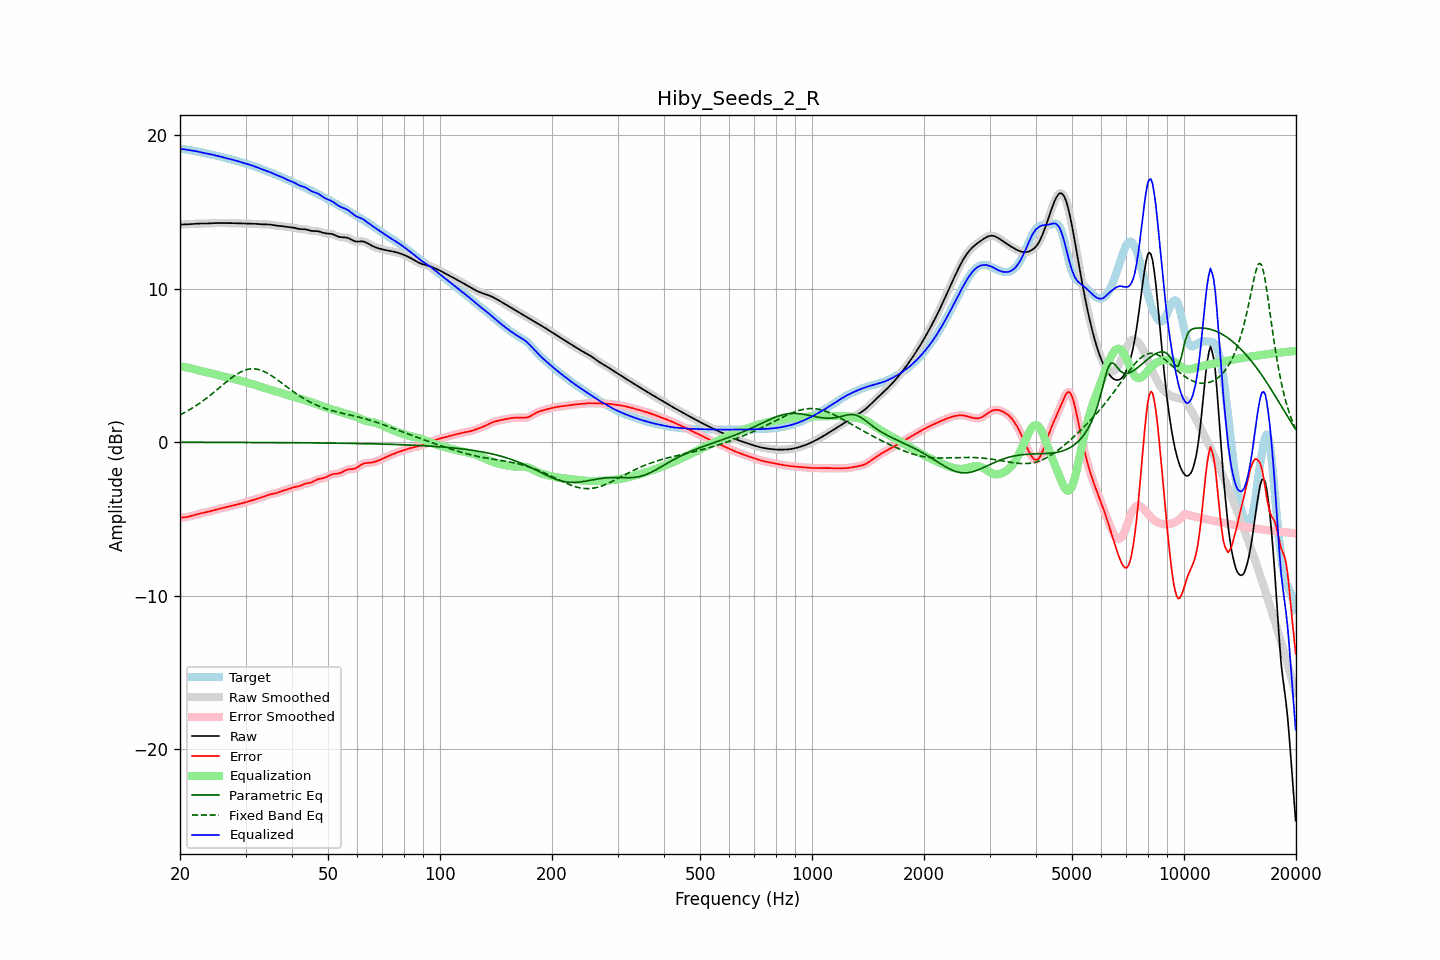 Hiby_Seeds_2_R
20
10
0
−10
−20
Amplitude (dBr)
Target
Raw Smoothed
Error Smoothed
Raw
Error
Equalization
Parametric Eq
Fixed Band Eq
Equalized
20 50 100 200 500 1000 2000 5000 10000 20000
Frequency (Hz)